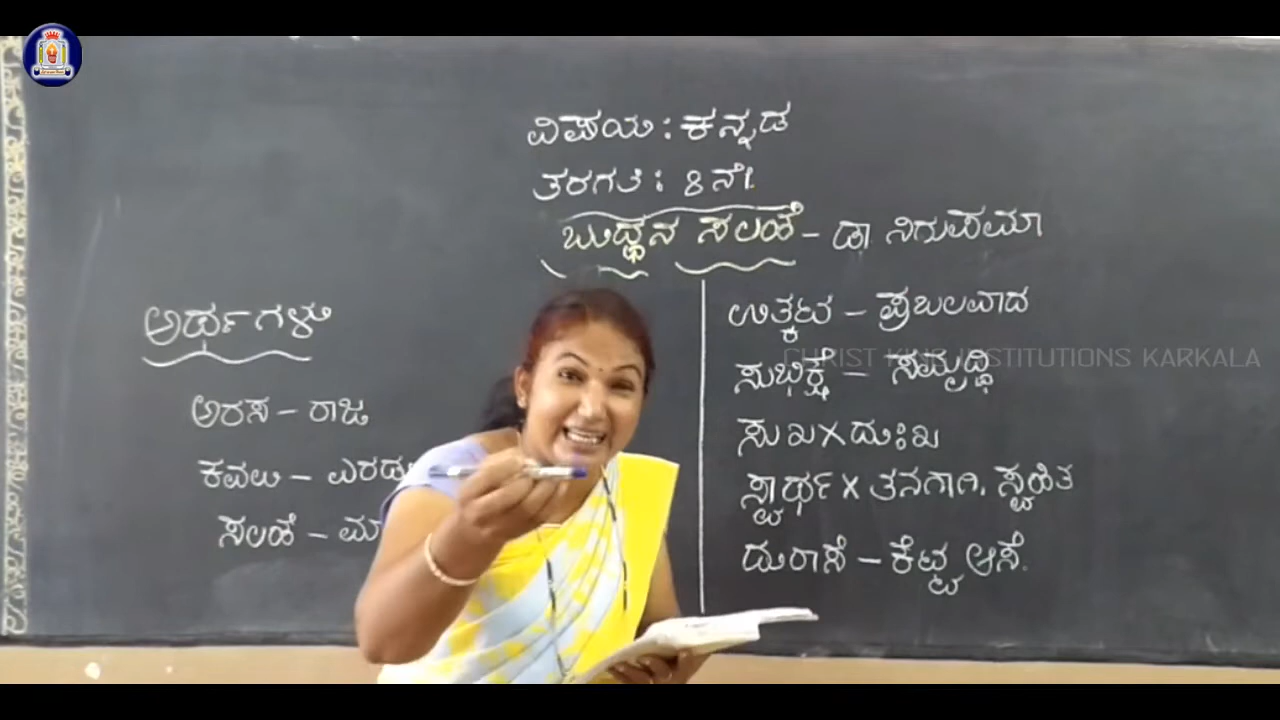 ವಿಷಯ : ಕನ್ನಡ
ತರಗತಿ : 8 ನೇ
ಬುದ್ಧನ ಸಲಹೆ – ಡಾ. ನಿರುಪಮಾ
ಅರ್ಥಗಳು
ಅರಸ – ರಾಜ
ಕವಲು – ಎರಡು
ಸಲಹೆ –
ಉತ್ಕಟ – ಪ್ರಬಲವಾದ
ಸುಭಿಕ್ಷೆ – ಸಮೃದ್ಧಿ
ಸುಖ X ದುಃಖ
ಸ್ವಾರ್ಥ X ತನಗಾಗಿ, ಸ್ವಹಿತ
ದುರಾಸೆ – ಕೆಟ್ಟ ಆಸೆ.
CHRIST KING INSTITUTIONS KARKALA